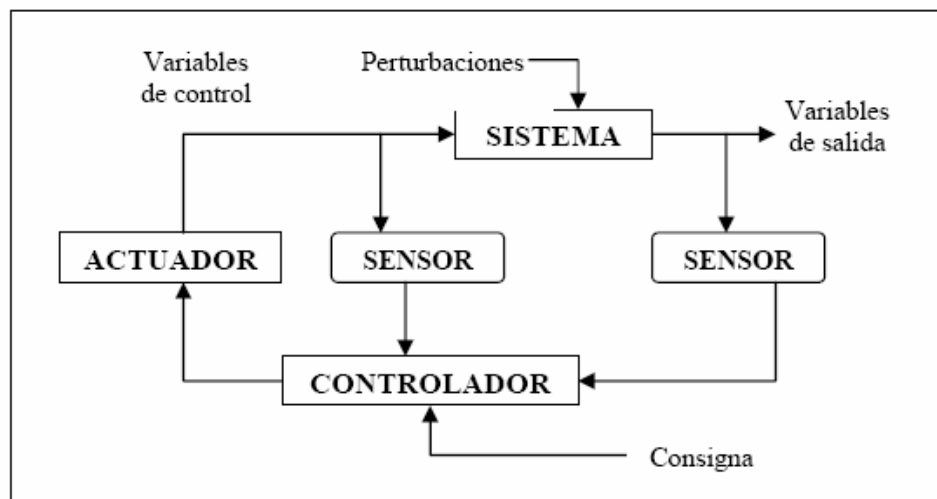 Variables
de control
Perturbaciones
SISTEMA
Variables
de salida
ACTUADOR
SENSOR
SENSOR
CONTROLADOR
Consigna